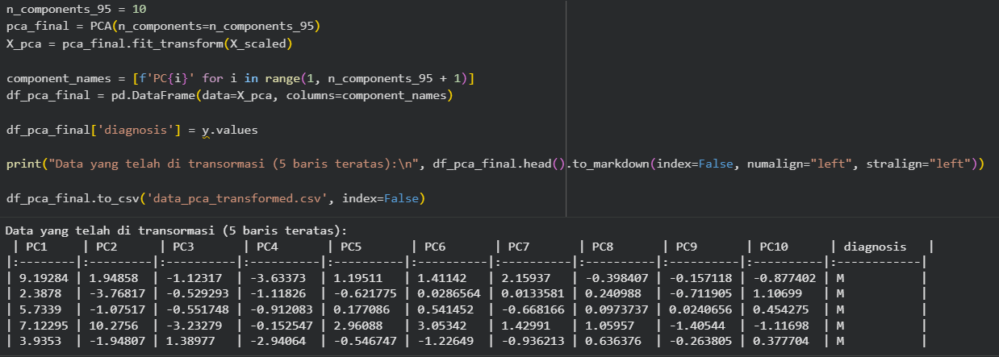 n_components_95 = 10
pca_final = PCA(n_components=n_components_95)
X_pca = pca_final.fit_transform(X_scaled)
component_names = [f'PC{i}' for i in range(1, n_components_95 + 1)]
df_pca_final = pd.DataFrame(data=X_pca, columns=component_names)
df_pca_final['diagnosis'] = y.values
print("Data yang telah di transormasi (5 baris teratas):\n", df_pca_final.head().to_markdown(index=False, numalign="left", stralign="left"))
df_pca_final.to_csv('data_pca_transformed.csv', index=False)
Data yang telah di transormasi (5 baris teratas):
| PC1 | PC2 | PC3 | PC4 | PC5 | PC6 | PC7 | PC8 | PC9 | PC10 | diagnosis |
|:--------|:---------|:----------|:----------|:----------|:----------|:----------|:----------|:----------|:----------|:------------|
| 9.19284 | 1.94858 | -1.12317 | -3.63373 | 1.19511 | 1.41142 | 2.15937 | -0.398407 | -0.157118 | -0.877402 | M |
| 2.3878 | -3.76817 | -0.529293 | -1.11826 | -0.621775 | 0.0286564 | 0.0133581 | 0.240988 | -0.711905 | 1.10699 | M |
| 5.7339 | -1.07517 | -0.551748 | -0.912083 | 0.177086 | 0.541452 | -0.668166 | 0.0973737 | 0.0240656 | 0.454275 | M |
| 7.12295 | 10.2756 | -3.23279 | -0.152547 | 2.96088 | 3.05342 | 1.42991 | 1.05957 | -1.40544 | -1.11698 | M |
| 3.9353 | -1.94807 | 1.38977 | -2.94064 | -0.546747 | -1.22649 | -0.936213 | 0.636376 | -0.263805 | 0.377704 | M |